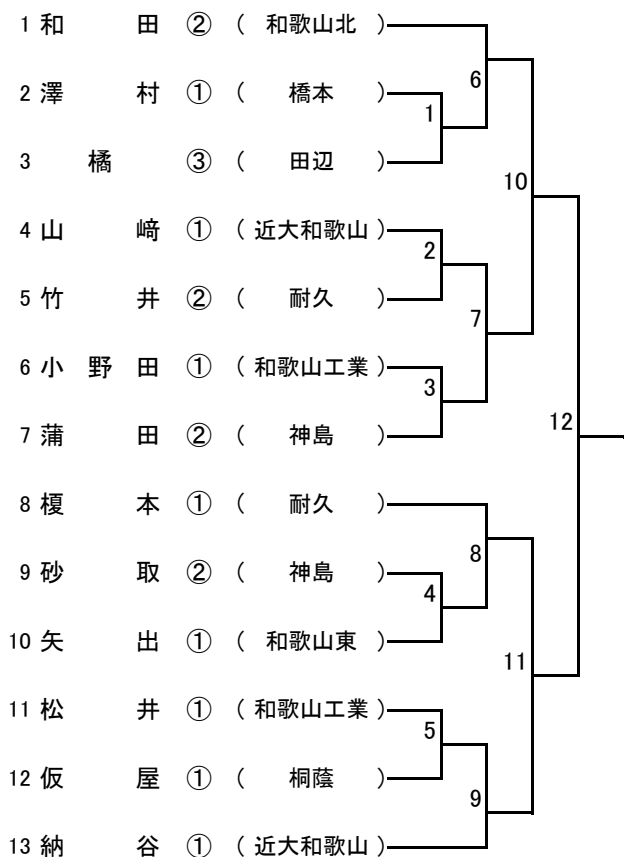 1 和田 ② ( 和歌山北 )
2 澤村 ① ( 橋本 )
3 橘 ③ ( 田辺 )
4 山﨑 ① ( 近大和歌山 )
5 竹井 ② ( 耐久 )
6 小野田 ① ( 和歌山工業 )
7 蒲田 ② ( 神島 )
8 榎本 ① ( 耐久 )
9 砂取 ② ( 神島 )
10 矢出 ① ( 和歌山東 )
11 松井 ① ( 和歌山工業 )
12 仮屋 ① ( 桐蔭 )
13 納谷 ① ( 近大和歌山 )
1
2
3
4
5
6
7
8
9
10
11
12